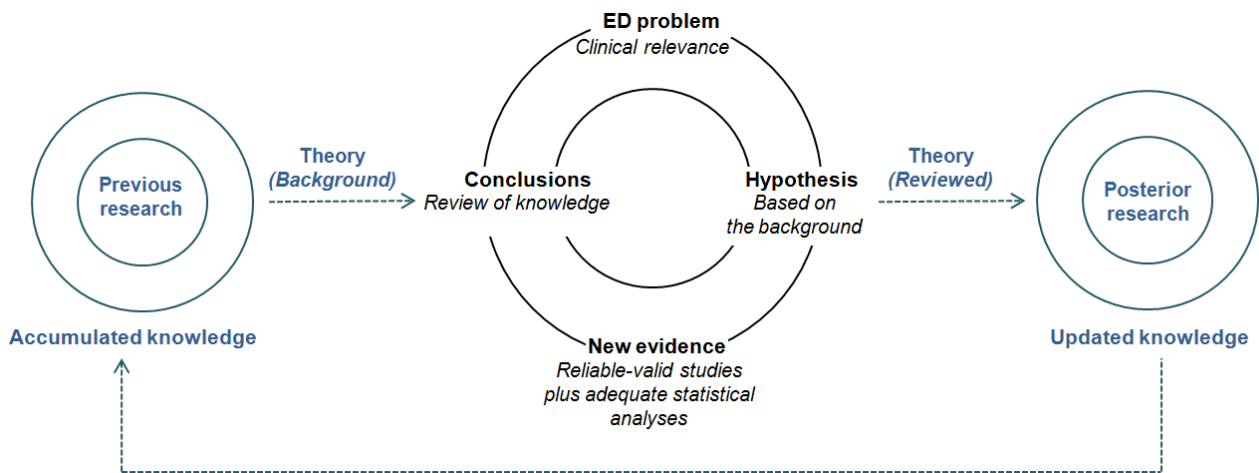 ED problem
Clinical relevance
Previous
research
Accumulated knowledge
Theory
(Background)
Conclusions
Review of knowledge
Hypothesis
Based on
the background
New evidence
Reliable-valid studies
plus adequate statistical
analyses
Theory
(Reviewed)
Posterior
research
Updated knowledge